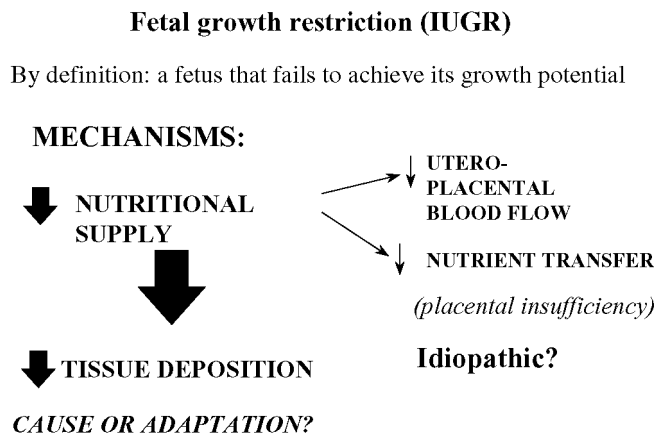 Fetal growth restriction (IUGR)
By definition: a fetus that fails to achieve its growth potential
MECHANISMS:
NUTRITIONAL
SUPPLY
UTERO-
PLACENTAL
BLOOD FLOW
NUTRIENT TRANSFER
(placental insufficiency)
Idiopathic?
TISSUE DEPOSITION
CAUSE OR ADAPTATION?